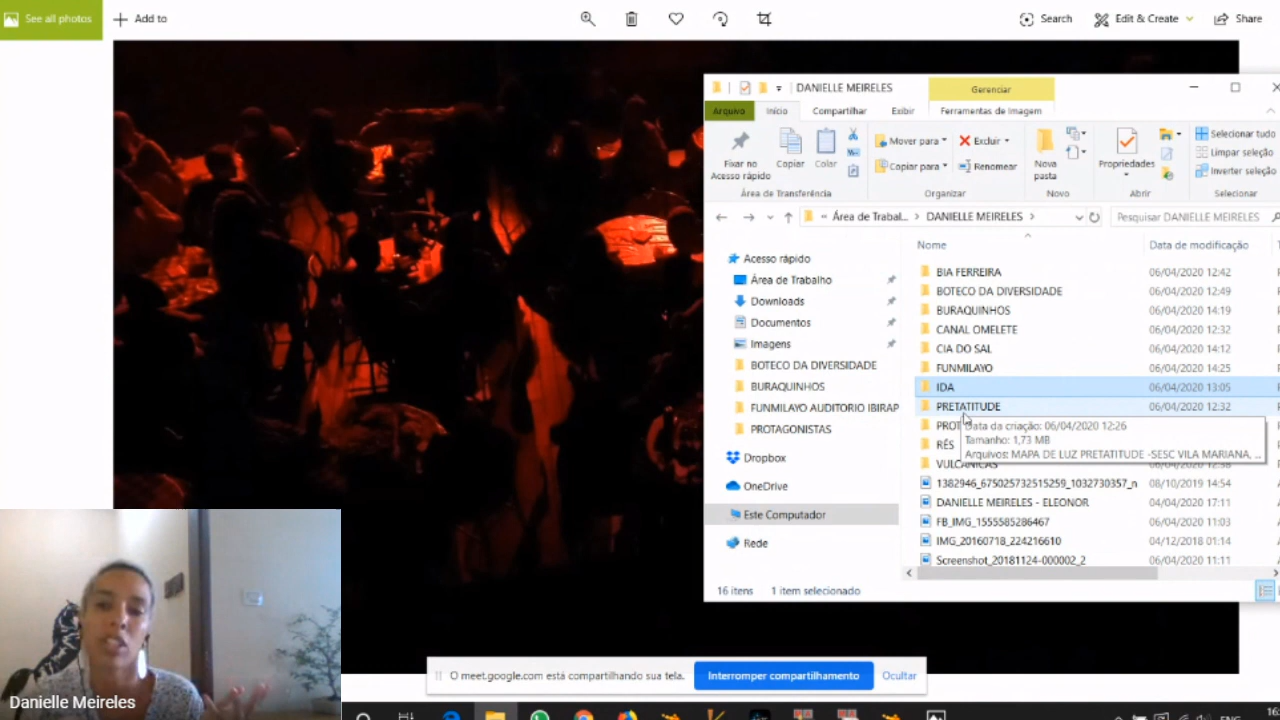 See all photos
Add to
Search
Edit & Create
Share
DANIELLE MEIRELES
Gerenciar
Arquivo
Início
Compartilhar
Exibir
Ferramentas de Imagem
Fixar no
Acesso rápido
Copiar
Colar
Mover para
Copiar para
Excluir
Renomear
Nova
pasta
Propriedades
Selecionar tudo
Limpar seleção
Inverter seleção
Área de Transferência
Organizar
Novo
Abrir
Selecionar
« Área de Trabal... > DANIELLE MEIRELES >
Pesquisar DANIELLE MEIRELES
Nome
Data de modificação
Acesso rápido
Área de Trabalho
Downloads
Documentos
Imagens
BOTECO DA DIVERSIDADE
BURAQUINHOS
FUNMILAYO AUDITORIO IBIRAP
PROTAGONISTAS
Dropbox
OneDrive
Este Computador
Rede
BIA FERREIRA 06/04/2020 12:42
BOTECO DA DIVERSIDADE 06/04/2020 12:49
BURAQUINHOS 06/04/2020 14:19
CANAL OMELETE 06/04/2020 12:32
CIA DO SAL 06/04/2020 14:12
FUNMILAYO 06/04/2020 14:25
IDA 06/04/2020 13:05
PRETATITUDE 06/04/2020 12:32
PROT
Data da criação: 06/04/2020 12:26
RÉS
Tamanho: 1,73 MB
Arquivos: MAPA DE LUZ PRETATITUDE -SESC VILA MARIANA, ...
VULCANICAS
1382946_675025732515259_1032730357_n 08/10/2019 14:54
DANIELLE MEIRELES - ELEONOR 04/04/2020 17:11
FB_IMG_1555585286467 06/04/2020 11:03
IMG_20160718_224216610 04/12/2018 01:14
Screenshot_20181124-000002_2 06/04/2020 11:11
16 itens
1 item selecionado
O meet.google.com está compartilhando sua tela.
Interromper compartilhamento
Ocultar
Danielle Meireles